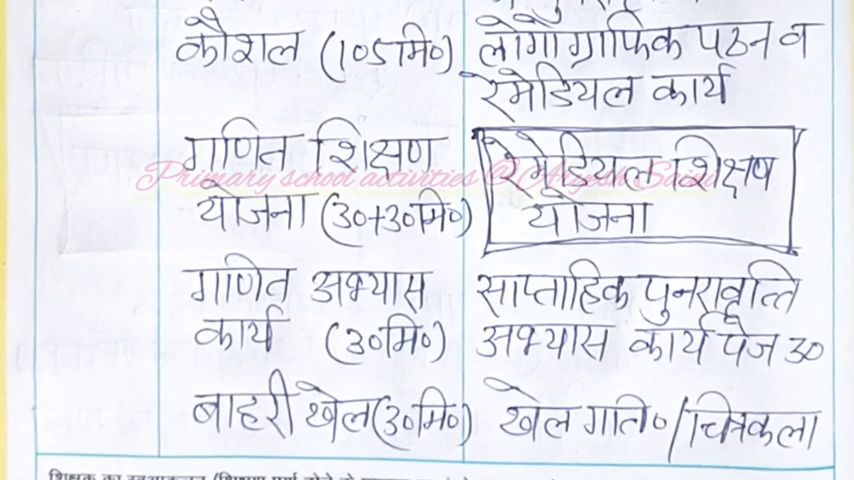 कौशल (105मि०) लोगोग्राफिक पठन व
रेमेडियल कार्य
गणित शिक्षण रेमेडियल शिक्षष
योजना (30+30मि०) योजना
Primary school activities @
गणित अभ्यास साप्ताहिक पुनरावृत्ति
कार्य (30मि०) अभ्यास कार्य पेज 30
बाहरी खेल(30मि०) खेल गति०/चित्रकला